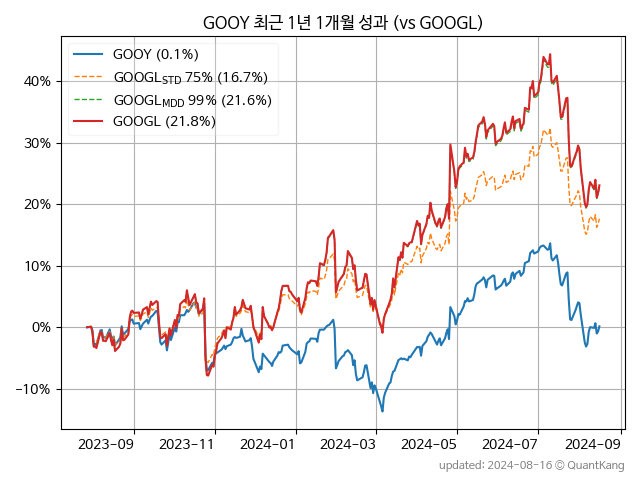 GOOY 최근 1년 1개월 성과 (vs GOOGL)
GOOY (0.1%)
GOOGL_STD 75% (16.7%)
GOOGL_MDD 99% (21.6%)
GOOGL (21.8%)
40%
30%
20%
10%
0%
−10%
2023−09 2023−11 2024−01 2024−03 2024−05 2024−07 2024−09
updated: 2024−08−16 © QuantKang